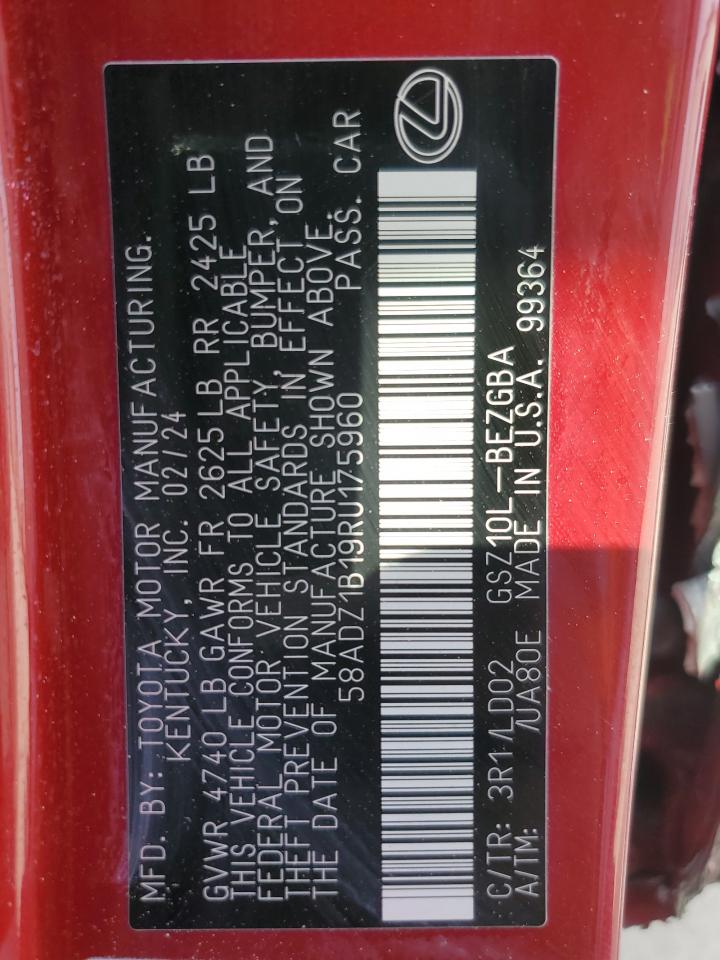 MFD. BY: TOYOTA MOTOR MANUFACTURING.
KENTUCKY, INC. 02/24
GVWR 4740 LB GAWR FR 2625 LB RR 2425 LB
THIS VEHICLE CONFORMS TO ALL APPLICABLE
FEDERAL MOTOR VEHICLE SAFETY, BUMPER, AND
THEFT PREVENTION STANDARDS IN EFFECT ON
THE DATE OF MANUFACTURE SHOWN ABOVE.
58ADZ1B19RU175960 PASS. CAR
C/TR: 3R1/LD02 GSZ10L-BEZGBA
A/TM: /UA80E MADE IN U.S.A. 99364